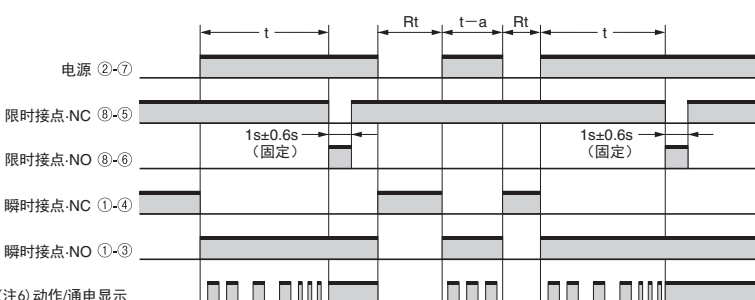 t Rt t－a Rt t
电源 ②-⑦
限时接点·NC ⑧-⑤
1s±0.6s 1s±0.6s
限时接点·NO ⑧-⑥ （固定） （固定）
瞬时接点·NC ①-④
瞬时接点·NO ①-③
(注6) 动作/通电显示